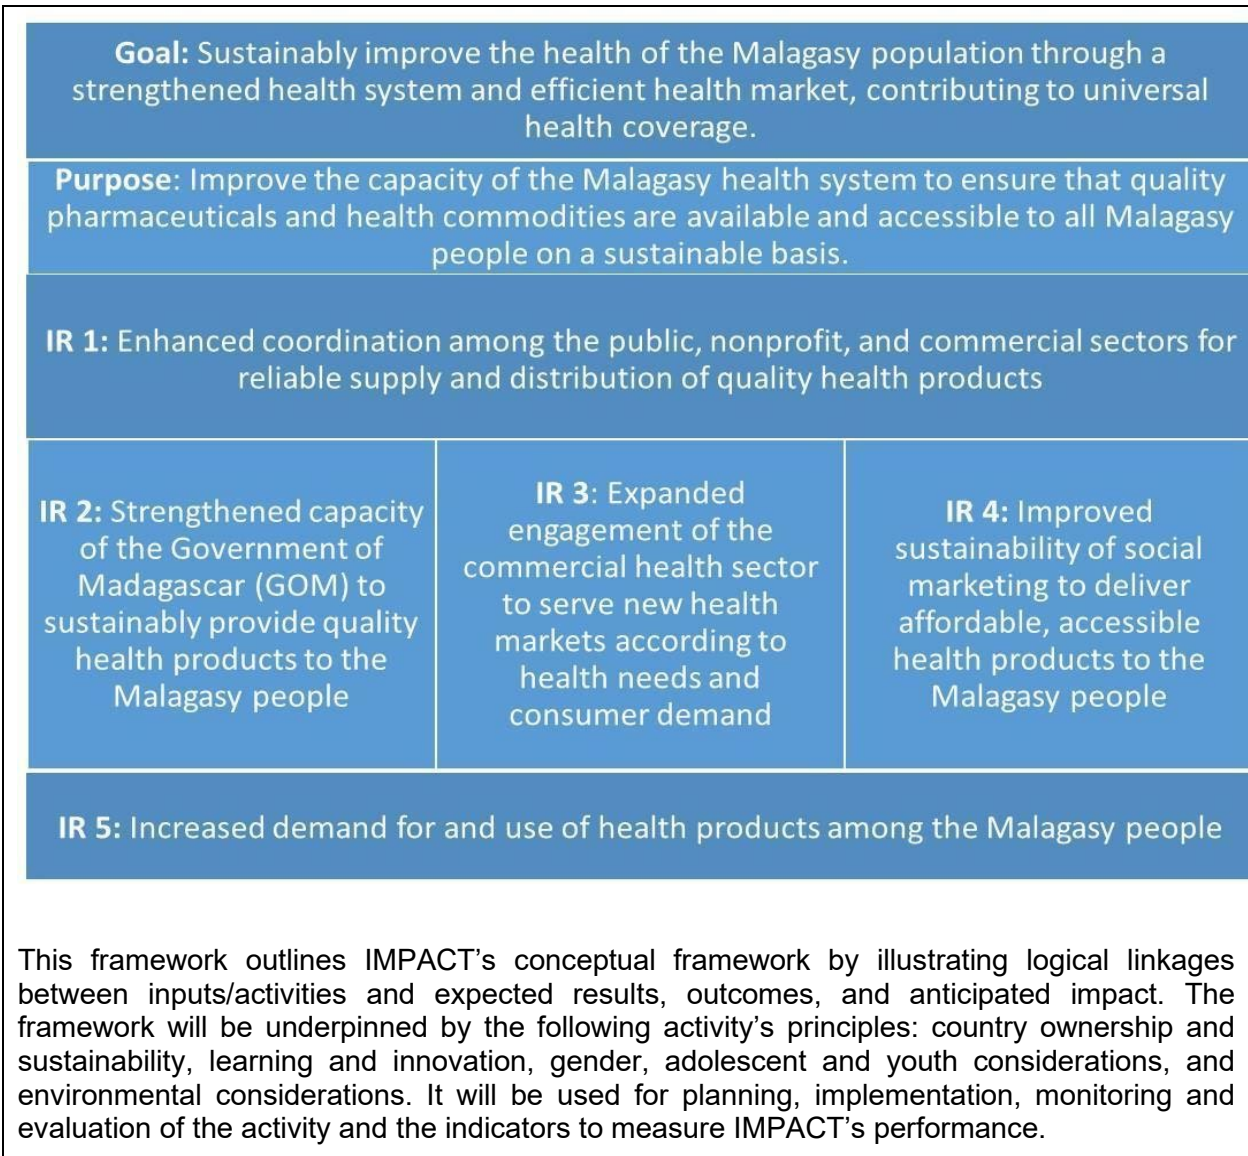 Goal: Sustainably improve the health of the Malagasy population through a
strengthened health system and efficient health market, contributing to universal
health coverage.
Purpose: Improve the capacity of the Malagasy health system to ensure that quality
pharmaceuticals and health commodities are available and accessible to all Malagasy
people on a sustainable basis.
IR 1: Enhanced coordination among the public, nonprofit, and commercial sectors for
reliable supply and distribution of quality health products
IR 2: Strengthened capacity
of the Government of
Madagascar (GOM) to
sustainably provide quality
health products to the
Malagasy people
IR 3: Expanded
engagement of the
commercial health sector
to serve new health
markets according to
health needs and
consumer demand
IR 4: Improved
sustainability of social
marketing to deliver
affordable, accessible
health products to the
Malagasy people
IR 5: Increased demand for and use of health products among the Malagasy people
This framework outlines IMPACT’s conceptual framework by illustrating logical linkages
between inputs/activities and expected results, outcomes, and anticipated impact. The
framework will be underpinned by the following activity’s principles: country ownership and
sustainability, learning and innovation, gender, adolescent and youth considerations, and
environmental considerations. It will be used for planning, implementation, monitoring and
evaluation of the activity and the indicators to measure IMPACT’s performance.